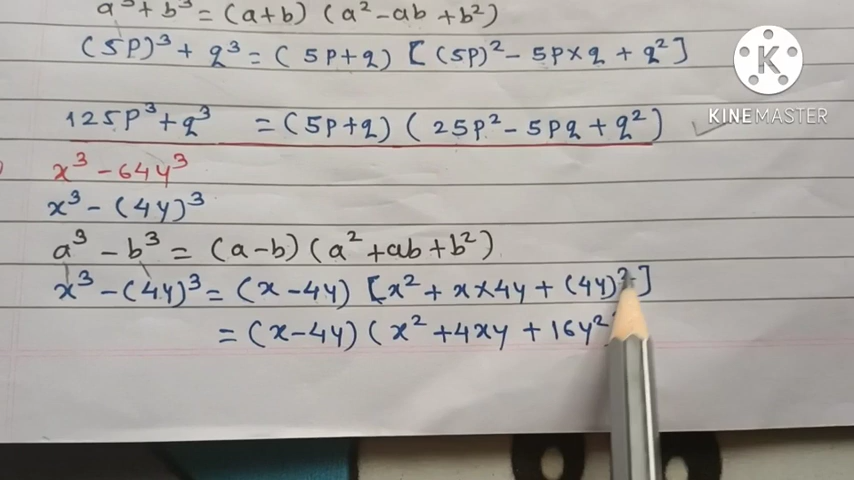 a³ + b³ = (a+b) (a² - ab + b²)
(5P)³ + q³ = ( 5P + q ) [ (5P)² - 5P × q + q² ]
K
KINEMASTER
125P³ + q³ = (5P + q) ( 25P² - 5Pq + q² )
x³ - 64y³
x³ - (4y)³
a³ - b³ = (a-b) (a² + ab + b²)
x³ - (4y)³ = (x - 4y) [ x² + x × 4y + (4y)² ]
= (x - 4y) ( x² + 4xy + 16y²